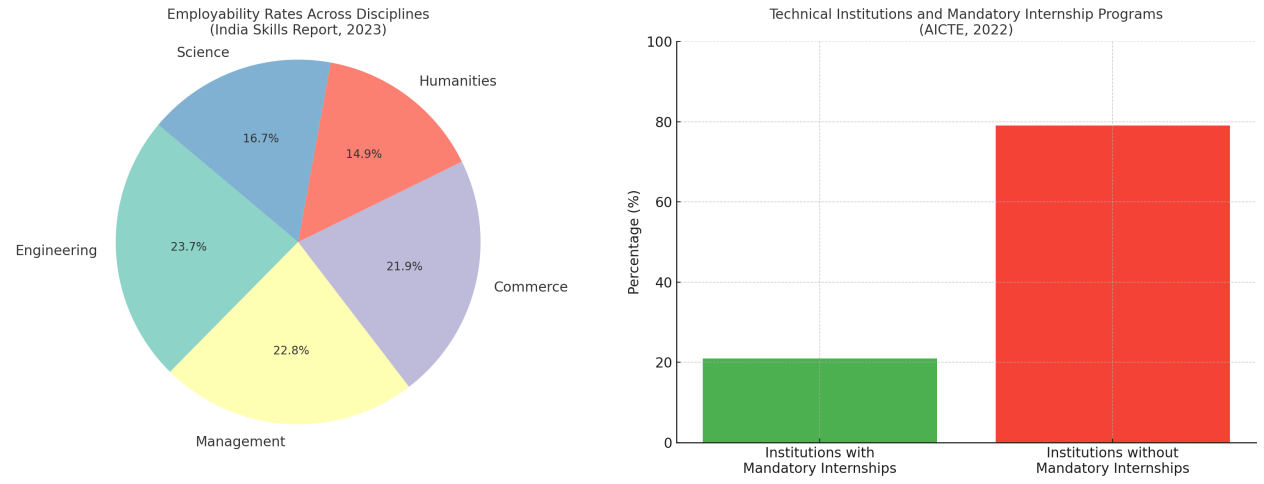 Employability Rates Across Disciplines
(India Skills Report, 2023)
Science
Humanities
16.7%
14.9%
Engineering
23.7%
21.9%
Commerce
22.8%
Management
Technical Institutions and Mandatory Internship Programs
(AICTE, 2022)
Percentage (%)
100
80
60
40
20
0
Institutions with
Mandatory Internships
Institutions without
Mandatory Internships